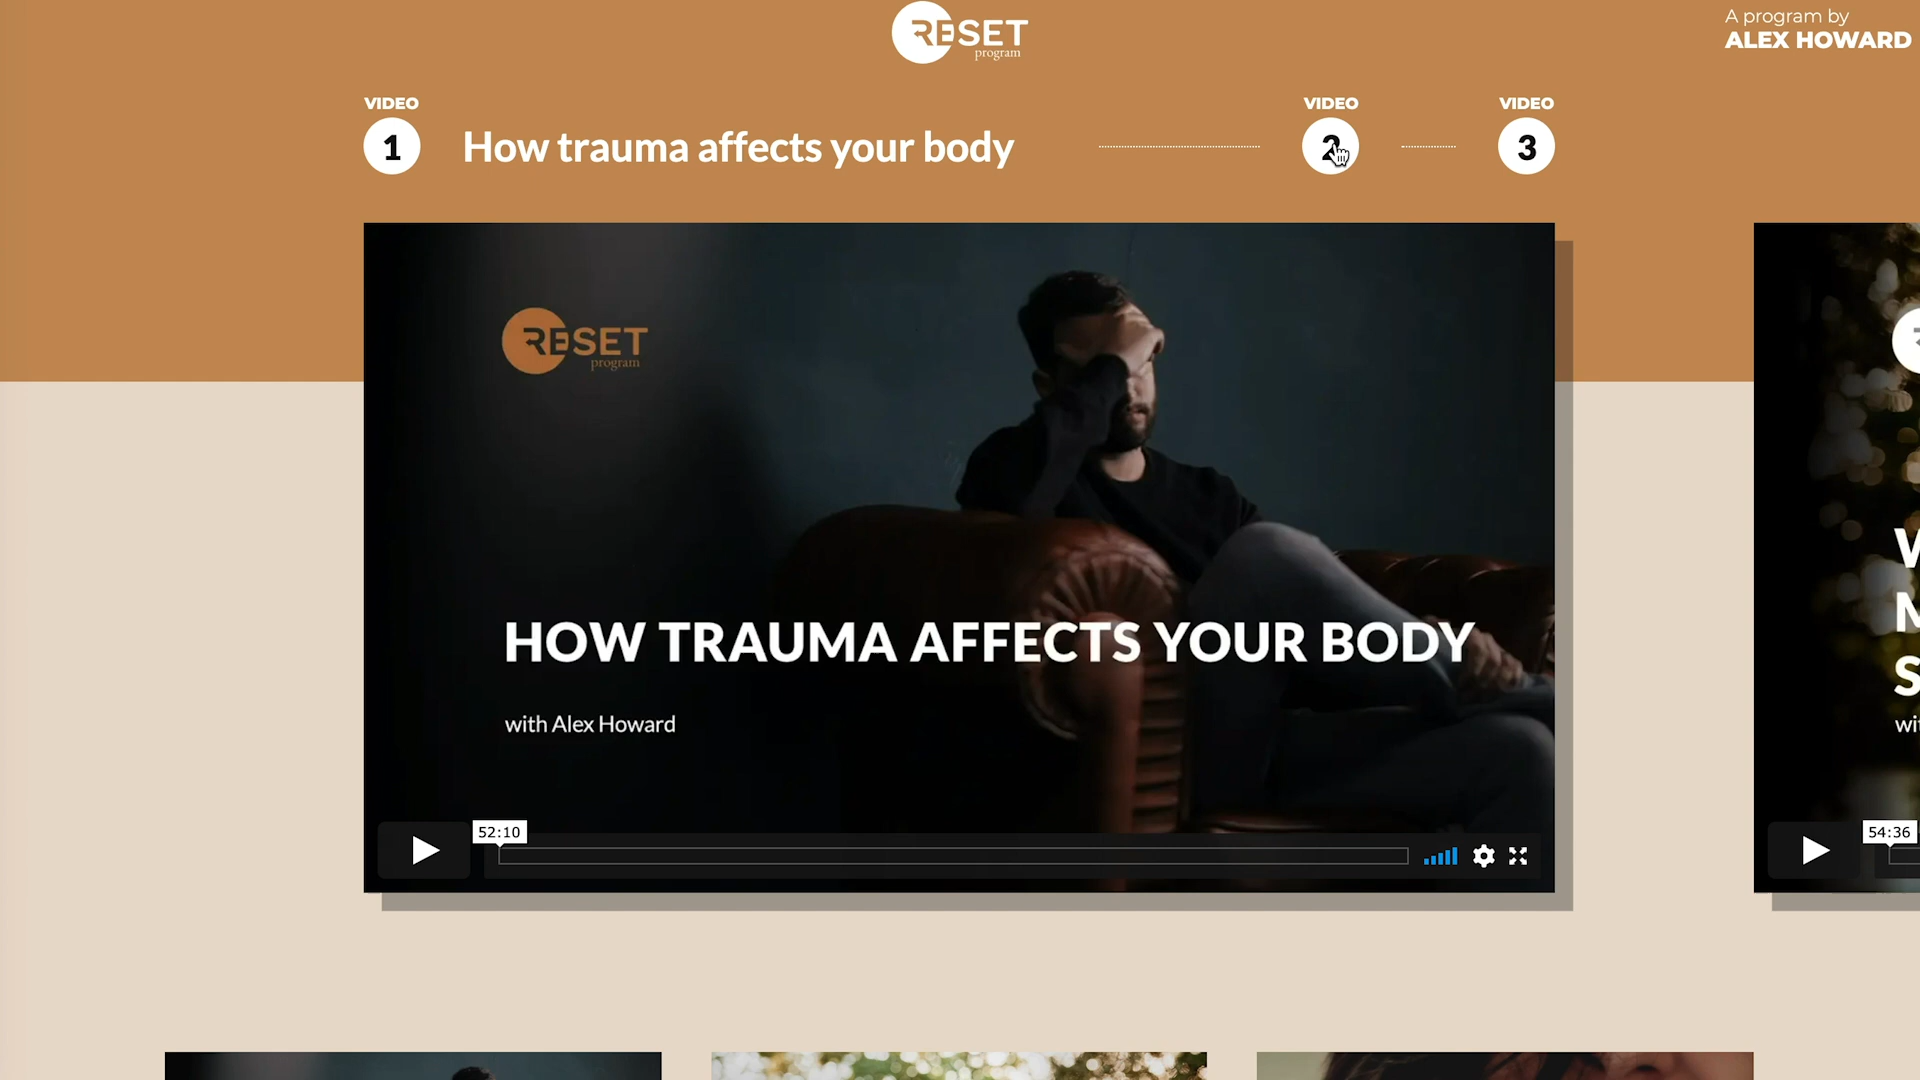 RESET
program
A program by
ALEX HOWARD
VIDEO
1
How trauma affects your body
VIDEO
2
VIDEO
3
RESET
program
HOW TRAUMA AFFECTS YOUR BODY
with Alex Howard
52:10
54:36